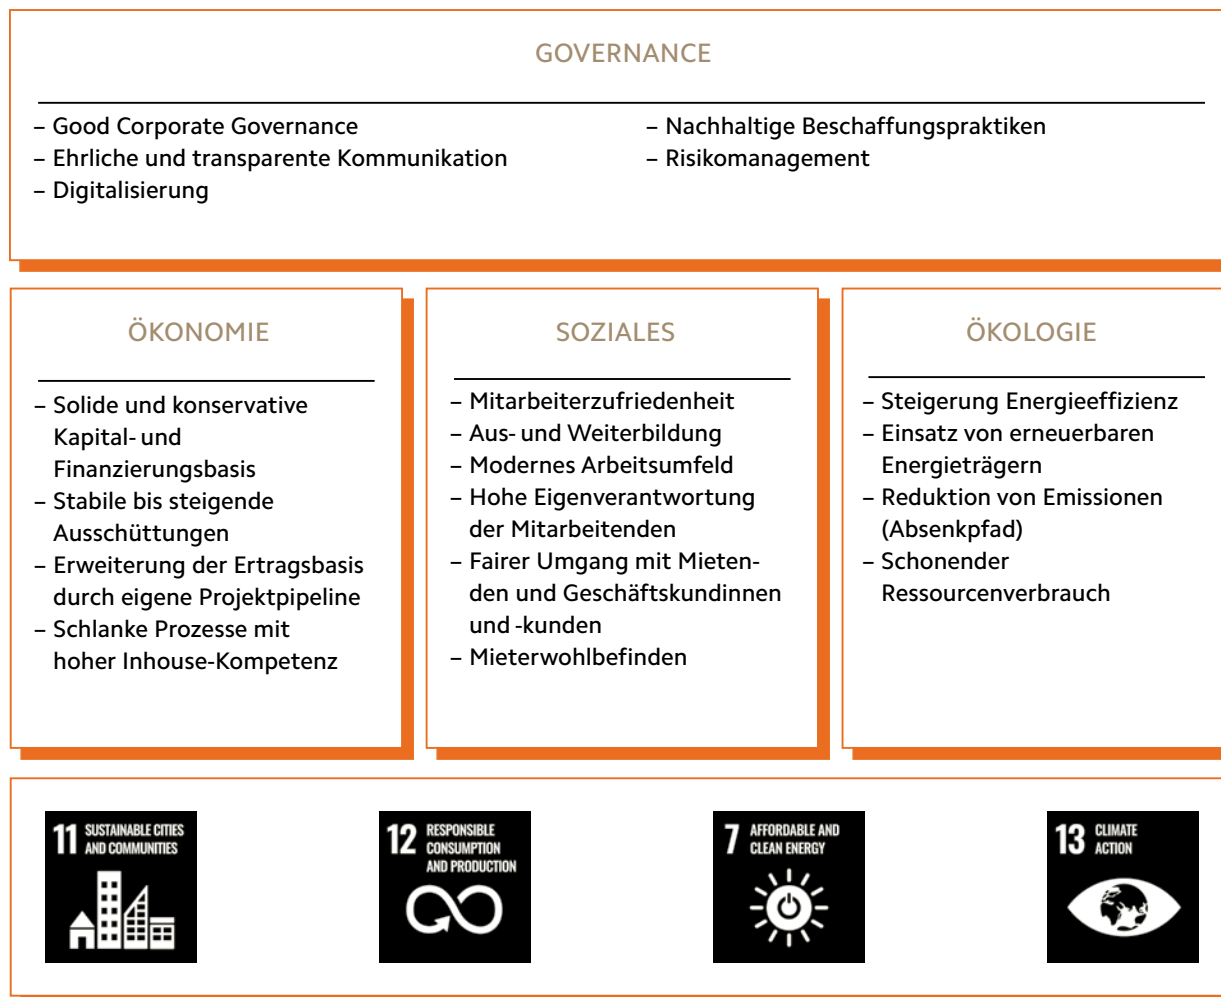 GOVERNANCE
– Good Corporate Governance
– Ehrliche und transparente Kommunikation
– Digitalisierung
– Nachhaltige Beschaffungspraktiken
– Risikomanagement
ÖKONOMIE
– Solide und konservative
Kapital- und
Finanzierungsbasis
– Stabile bis steigende
Ausschüttungen
– Erweiterung der Ertragsbasis
durch eigene Projektpipeline
– Schlanke Prozesse mit
hoher Inhouse-Kompetenz
SOZIALES
– Mitarbeiterzufriedenheit
– Aus- und Weiterbildung
– Modernes Arbeitsumfeld
– Hohe Eigenverantwortung
der Mitarbeitenden
– Fairer Umgang mit Mieten-
den und Geschäftskundinnen
und -kunden
– Mieterwohlbefinden
ÖKOLOGIE
– Steigerung Energieeffizienz
– Einsatz von erneuerbaren
Energieträgern
– Reduktion von Emissionen
(Absenkpfad)
– Schonender
Ressourcenverbrauch
11 SUSTAINABLE CITIES
AND COMMUNITIES
12 RESPONSIBLE
CONSUMPTION
AND PRODUCTION
7 AFFORDABLE AND
CLEAN ENERGY
13 CLIMATE
ACTION